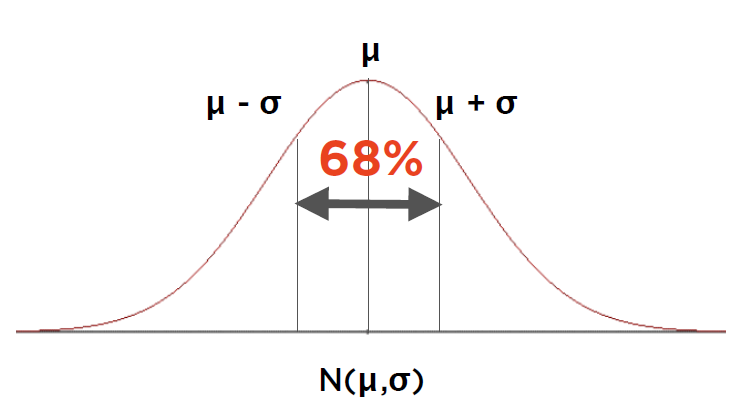 μ
μ - σ
μ + σ
68%
N(μ,σ)